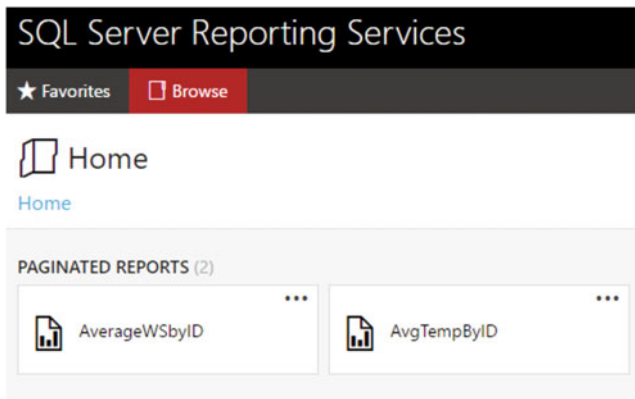 SQL Server Reporting Services
Favorites Browse
Home
Home
PAGINATED REPORTS (2)
AverageWSbyID AvgTempByID